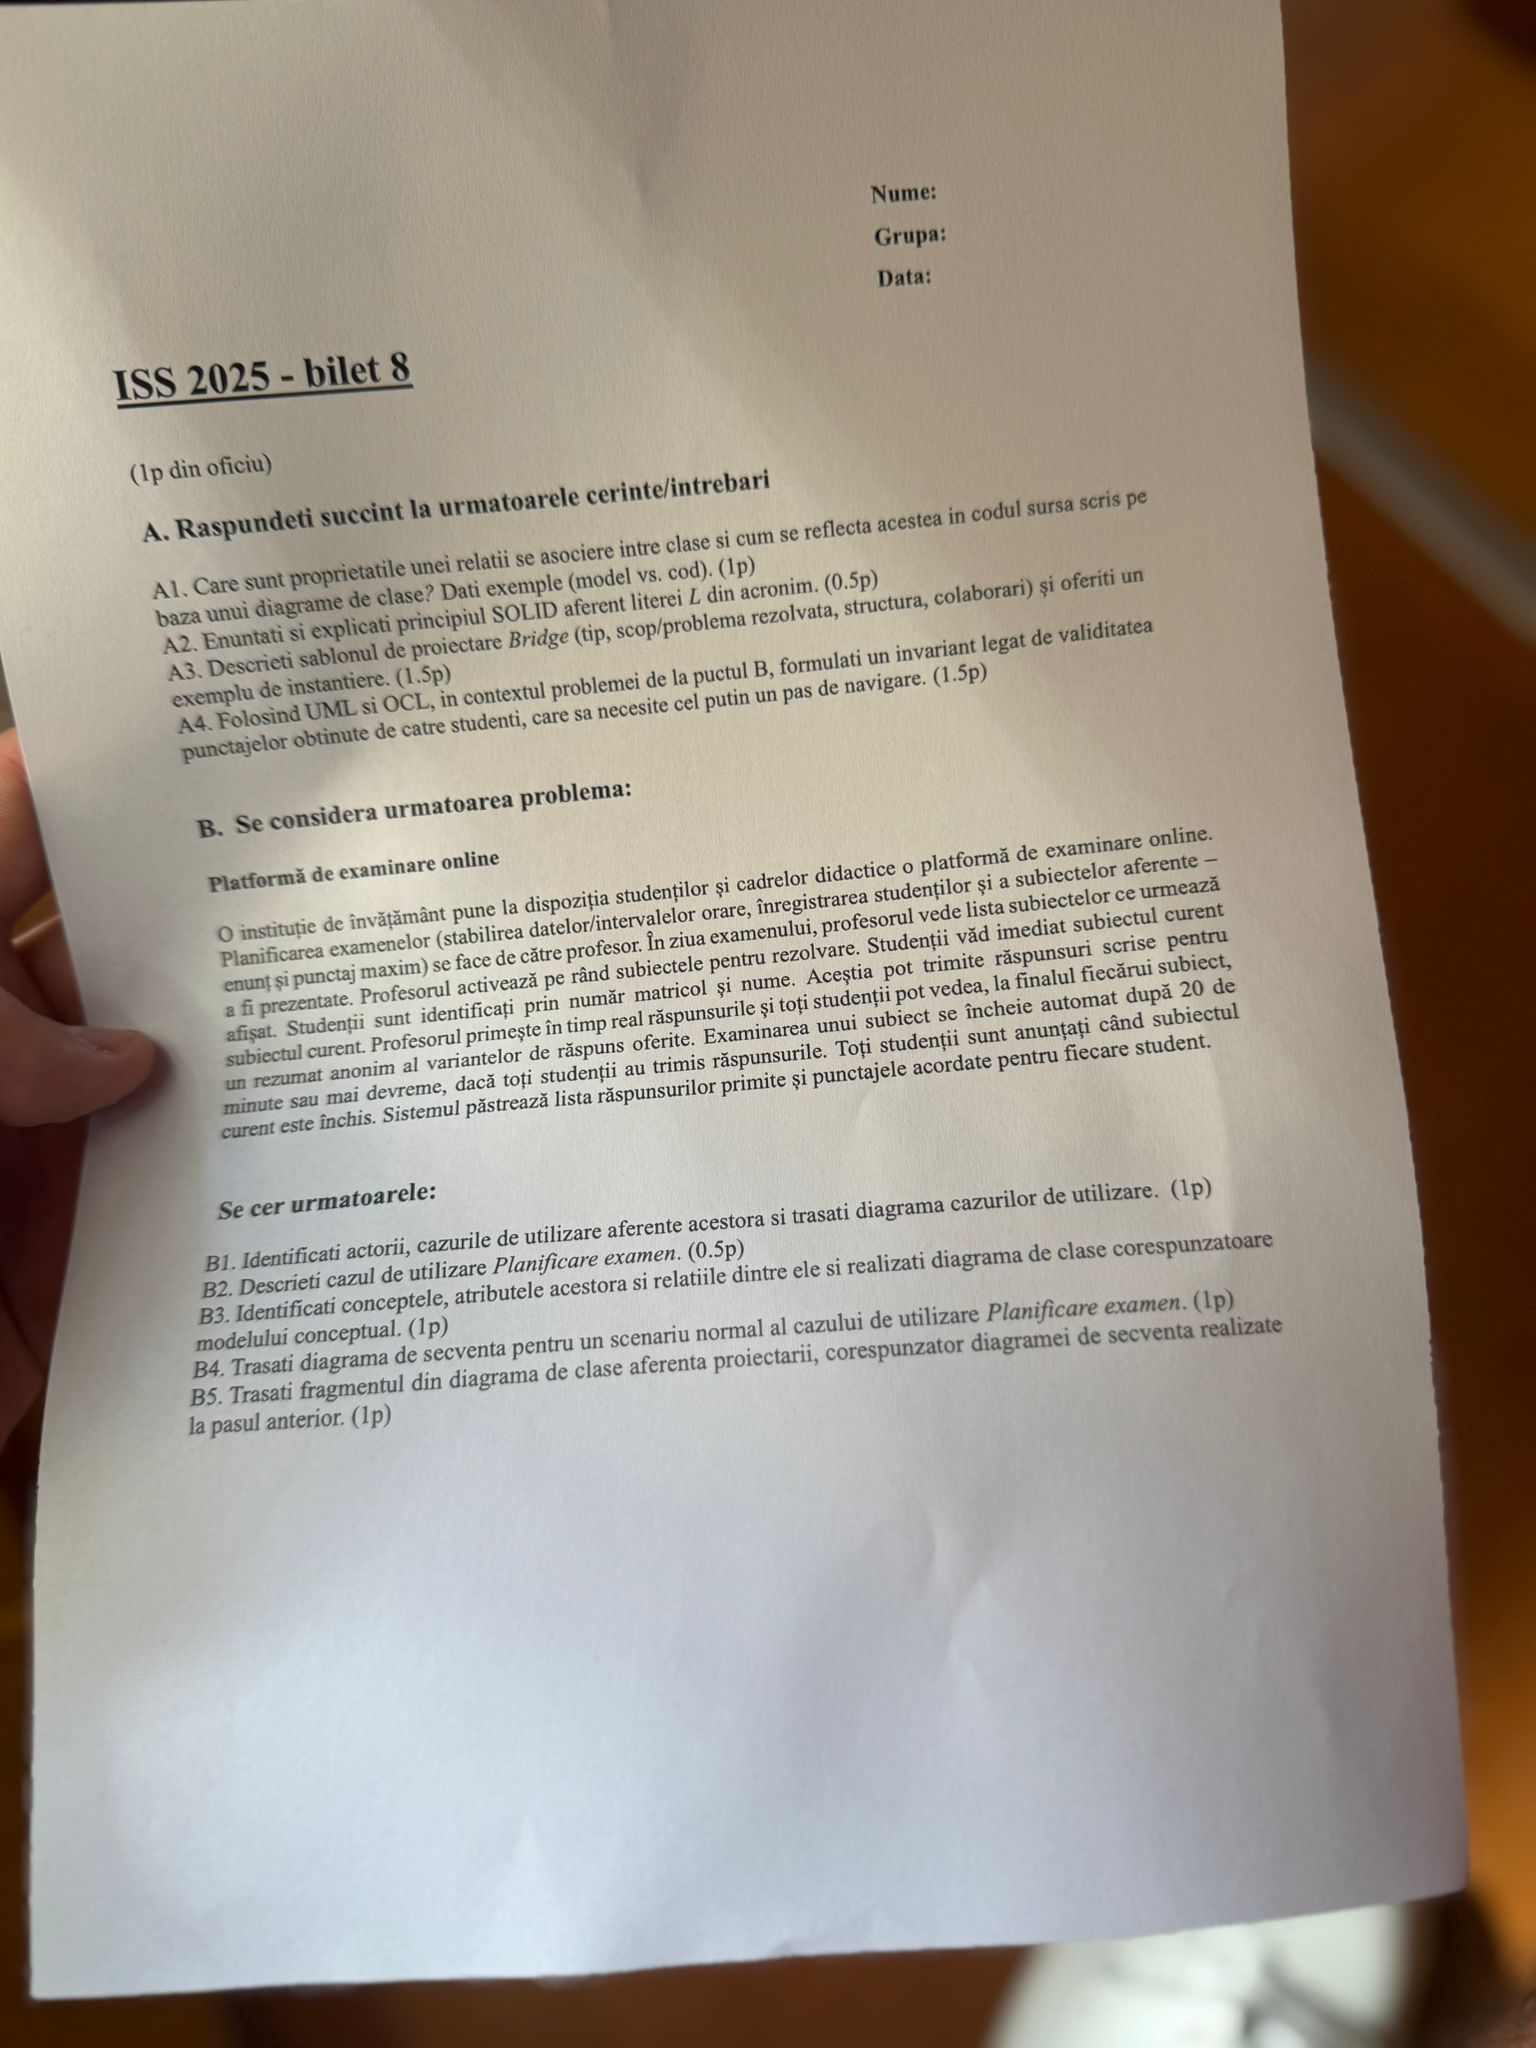 Nume:
Grupa:
Data:
ISS 2025 - bilet 8
(1p din oficiu)
A. Raspundeti succint la urmatoarele cerinte/intrebari
A1. Care sunt proprietatile unei relatii se asociere intre clase si cum se reflecta acestea in codul sursa scris pe
baza unui diagrame de clase? Dati exemple (model vs. cod). (1p)
A2. Enuntati si explicati principiul SOLID aferent literei L din acronim. (0.5p)
A3. Descrieti sablonul de proiectare Bridge (tip, scop/problema rezolvata, structura, colaborari) și oferiti un
exemplu de instantiere. (1.5p)
A4. Folosind UML si OCL, in contextul problemei de la puctul B, formulati un invariant legat de validitatea
punctajelor obtinute de catre studenti, care sa necesite cel putin un pas de navigare. (1.5p)
B. Se considera urmatoarea problema:
Platformă de examinare online
O instituție de învățământ pune la dispoziția studenților și cadrelor didactice o platformă de examinare online.
Planificarea examenelor (stabilirea datelor/intervalelor orare, înregistrarea studenților și a subiectelor aferente –
enunț și punctaj maxim) se face de către profesor. În ziua examenului, profesorul vede lista subiectelor ce urmează
a fi prezentate. Profesorul activează pe rând subiectele pentru rezolvare. Studenții văd imediat subiectul curent
afișat. Studenții sunt identificați prin număr matricol și nume. Aceștia pot trimite răspunsuri scrise pentru
subiectul curent. Profesorul primește în timp real răspunsurile și toți studenții pot vedea, la finalul fiecărui subiect,
un rezumat anonim al variantelor de răspuns oferite. Examinarea unui subiect se încheie automat după 20 de
minute sau mai devreme, dacă toți studenții au trimis răspunsurile. Toți studenții sunt anunțați când subiectul
curent este închis. Sistemul păstrează lista răspunsurilor primite și punctajele acordate pentru fiecare student.
Se cer urmatoarele:
B1. Identificati actorii, cazurile de utilizare aferente acestora si trasati diagrama cazurilor de utilizare. (1p)
B2. Descrieti cazul de utilizare Planificare examen. (0.5p)
B3. Identificati conceptele, atributele acestora si relatiile dintre ele si realizati diagrama de clase corespunzatoare
modelului conceptual. (1p)
B4. Trasati diagrama de secventa pentru un scenariu normal al cazului de utilizare Planificare examen. (1p)
B5. Trasati fragmentul din diagrama de clase aferenta proiectarii, corespunzator diagramei de secventa realizate
la pasul anterior. (1p)